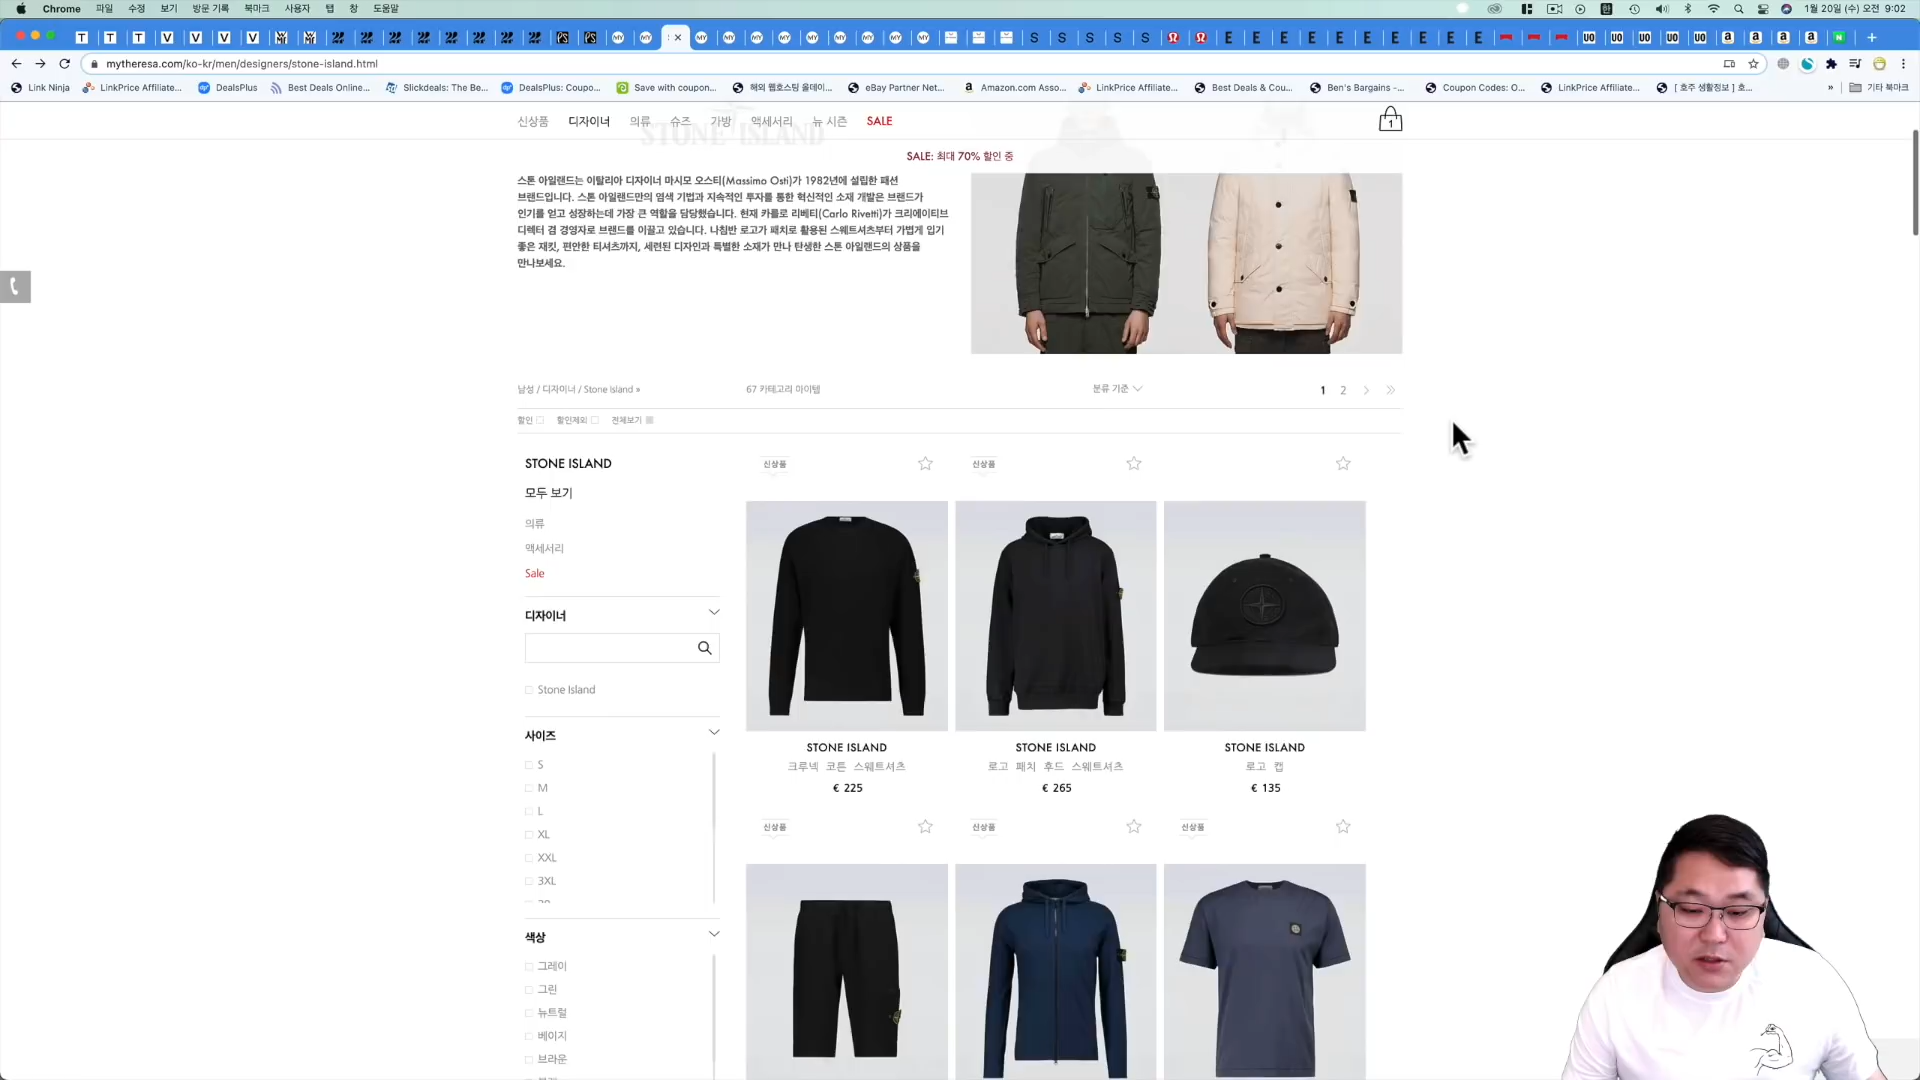 Chrome 파일 수정 보기 방문 기록 북마크 사용자 탭 창 도움말
1월 20일 (수) 오전 9:02
mytheresa.com/ko-kr/men/designers/stone-island.html
Link Ninja LinkPrice Affiliate... DealsPlus Best Deals Online... Slickdeals: The Be... DealsPlus: Coupo... Save with coupon... 해외 웹호스팅 올데이... eBay Partner Net... Amazon.com Asso... LinkPrice Affiliate... Best Deals & Cou... Ben's Bargains -... Coupon Codes: O... LinkPrice Affiliate... [ 호주 생활정보 ] 호... » 기타 북마크
신상품 디자이너 의류 슈즈 가방 액세서리 뉴 시즌 SALE 1
STONE ISLAND
SALE: 최대 70% 할인 중
스톤 아일랜드는 이탈리아 디자이너 마시모 오스티(Massimo Osti)가 1982년에 설립한 패션
브랜드입니다. 스톤 아일랜드만의 염색 기법과 지속적인 투자를 통한 혁신적인 소재 개발은 브랜드가
인기를 얻고 성장하는데 가장 큰 역할을 담당했습니다. 현재 카를로 리베티(Carlo Rivetti)가 크리에이티브
디렉터 겸 경영자로 브랜드를 이끌고 있습니다. 나침반 로고가 패치로 활용된 스웨트셔츠부터 가볍게 입기
좋은 재킷, 편안한 티셔츠까지, 세련된 디자인과 특별한 소재가 만나 탄생한 스톤 아일랜드의 상품을
만나보세요.
남성 / 디자이너 / Stone Island » 67 카테고리 아이템 분류 기준 1 2
할인 할인제외 전체보기
STONE ISLAND
모두 보기
의류
액세서리
Sale
디자이너
Stone Island
사이즈
S
M
L
XL
XXL
3XL
색상
그레이
그린
뉴트럴
베이지
브라운
신상품 신상품
STONE ISLAND STONE ISLAND STONE ISLAND
크루넥 코튼 스웨트셔츠 로고 패치 후드 스웨트셔츠 로고 캡
€ 225 € 265 € 135
신상품 신상품 신상품